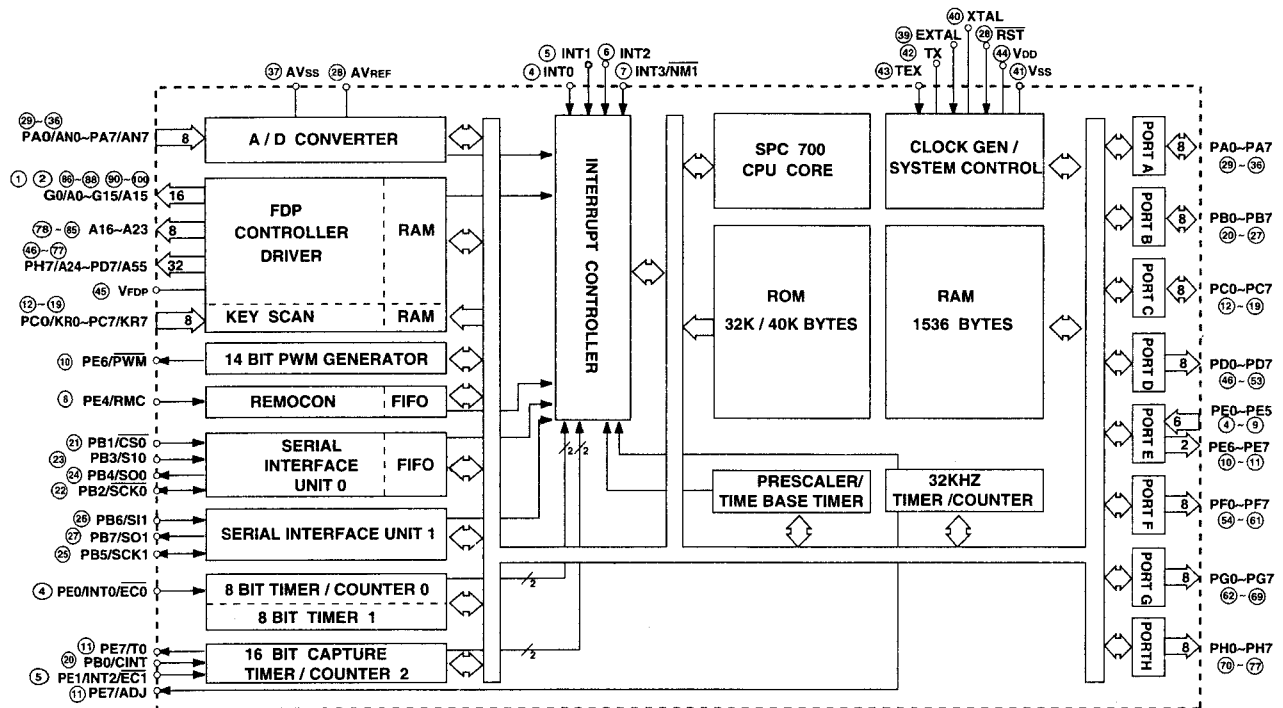 ㊵ XTAL
㊴ EXTAL ㉘ RST
⑥ INT2
⑤ INT1
④ INT0
⑦ INT3/NM1
㊷ TX
㊹ VDD
㊸ TEX
㊶ VSS
㊲ AVSS ㉘ AVREF
㉙~㊱
PA0/AN0~PA7/AN7
8
A/D CONVERTER
① ② 86~88 90~100
G0/A0~G15/A15
16
78~85 A16~A23
8
46~77
PH7/A24~PD7/A55
32
㊺ VFDP
⑫~⑲
PC0/KR0~PC7/KR7
8
FDP
CONTROLLER
DRIVER
RAM
KEY SCAN
RAM
⑩ PE6/PWM
14 BIT PWM GENERATOR
⑧ PE4/RMC
REMOCON
FIFO
㉑ PB1/CS0
㉓ PB3/S10
㉔ PB4/SO0
㉒ PB2/SCK0
SERIAL
INTERFACE
UNIT 0
FIFO
㉖ PB6/SI1
㉗ PB7/SO1
㉕ PB5/SCK1
SERIAL INTERFACE UNIT 1
④ PE0/INT0/EC0
8 BIT TIMER / COUNTER 0
8 BIT TIMER 1
2
⑪ PE7/T0
⑳ PB0/CINT
⑤ PE1/INT2/EC1
⑪ PE7/ADJ
16 BIT CAPTURE
TIMER / COUNTER 2
2
INTERRUPT CONTROLLER
2
2
SPC 700
CPU CORE
CLOCK GEN /
SYSTEM CONTROL
ROM
32K / 40K BYTES
RAM
1536 BYTES
PRESCALER/
TIME BASE TIMER
32KHZ
TIMER /COUNTER
PORT A
8
PA0~PA7
㉙~㊱
PORT B
8
PB0~PB7
⑳~㉗
PORT C
8
PC0~PC7
⑫~⑲
PORT D
8
PD0~PD7
㊻~53
PORT E
6
PE0~PE5
④~⑨
2
PE6~PE7
⑩~⑪
PORT F
8
PF0~PF7
54~61
PORT G
8
PG0~PG7
62~69
PORTH
8
PH0~PH7
70~77